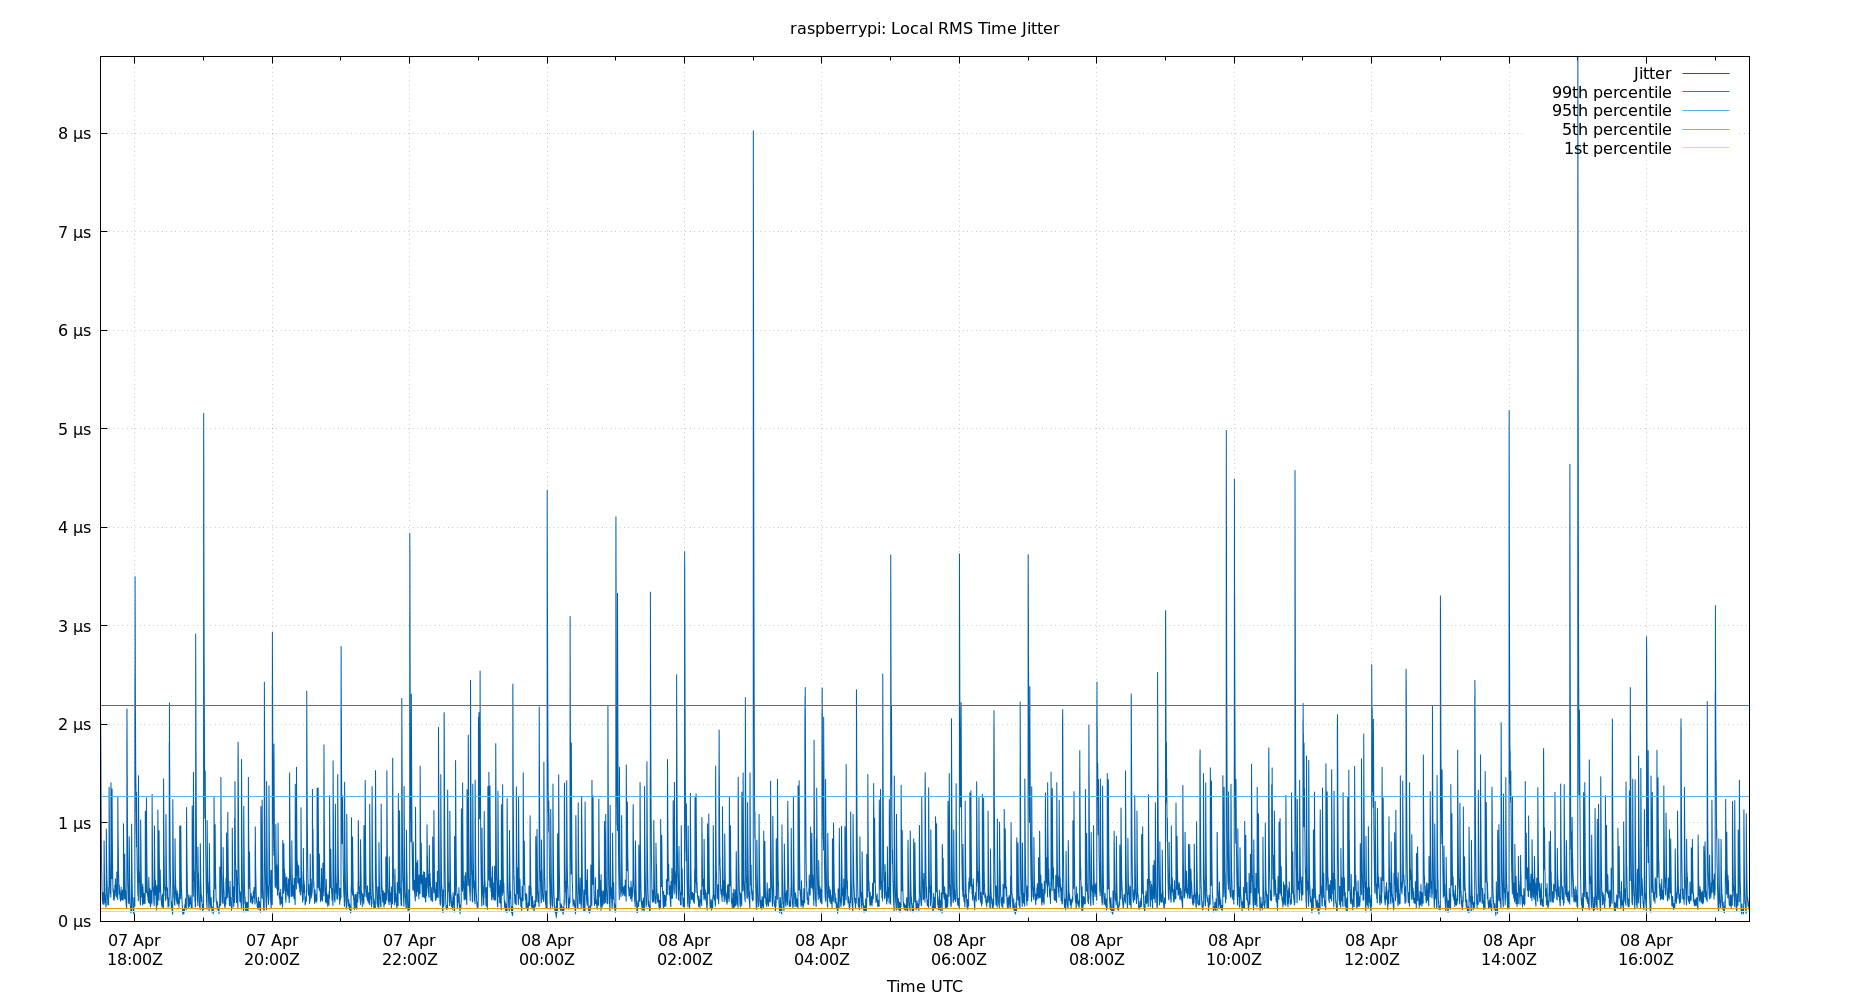 raspberrypi: Local RMS Time Jitter
Jitter
99th percentile
95th percentile
5th percentile
1st percentile
8 µs
7 µs
6 µs
5 µs
4 µs
3 µs
2 µs
1 µs
0 µs
07 Apr 07 Apr 07 Apr 08 Apr 08 Apr 08 Apr 08 Apr 08 Apr 08 Apr 08 Apr 08 Apr 08 Apr
18:00Z 20:00Z 22:00Z 00:00Z 02:00Z 04:00Z 06:00Z 08:00Z 10:00Z 12:00Z 14:00Z 16:00Z
Time UTC